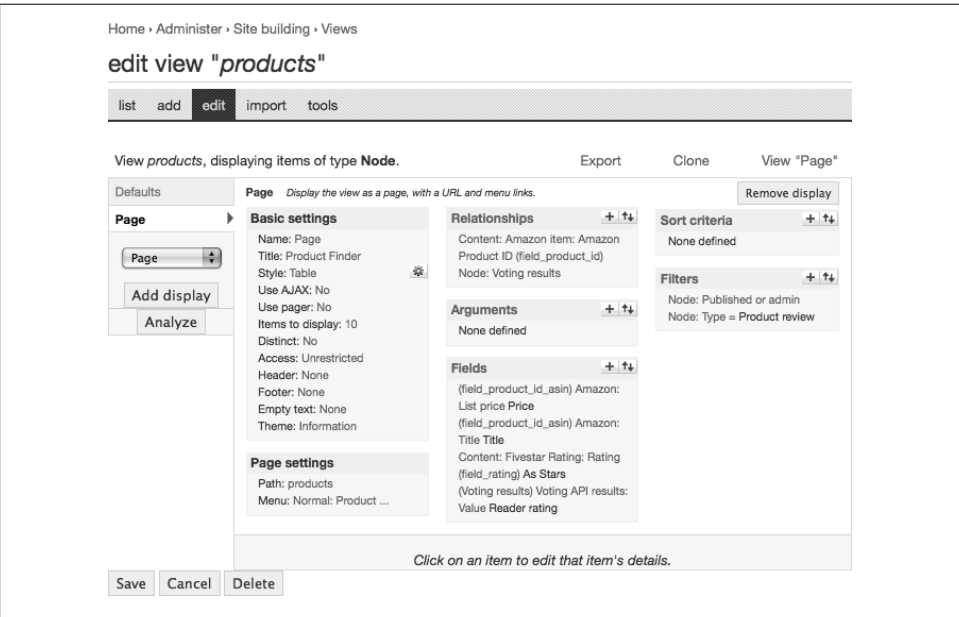 Home › Administer › Site building › Views
edit view "products"
list add edit import tools
View products, displaying items of type Node.
Export Clone View "Page"
Defaults
Page
Page
Add display
Analyze
Page Display the view as a page, with a URL and menu links.
Remove display
Basic settings
Name: Page
Title: Product Finder
Style: Table
Use AJAX: No
Use pager: No
Items to display: 10
Distinct: No
Access: Unrestricted
Header: None
Footer: None
Empty text: None
Theme: Information
Page settings
Path: products
Menu: Normal: Product ...
Relationships
Content: Amazon item: Amazon
Product ID (field_product_id)
Node: Voting results
Arguments
None defined
Fields
(field_product_id_asin) Amazon:
List price Price
(field_product_id_asin) Amazon:
Title Title
Content: Fivestar Rating: Rating
(field_rating) As Stars
(Voting results) Voting API results:
Value Reader rating
Sort criteria
None defined
Filters
Node: Published or admin
Node: Type = Product review
Click on an item to edit that item's details.
Save Cancel Delete